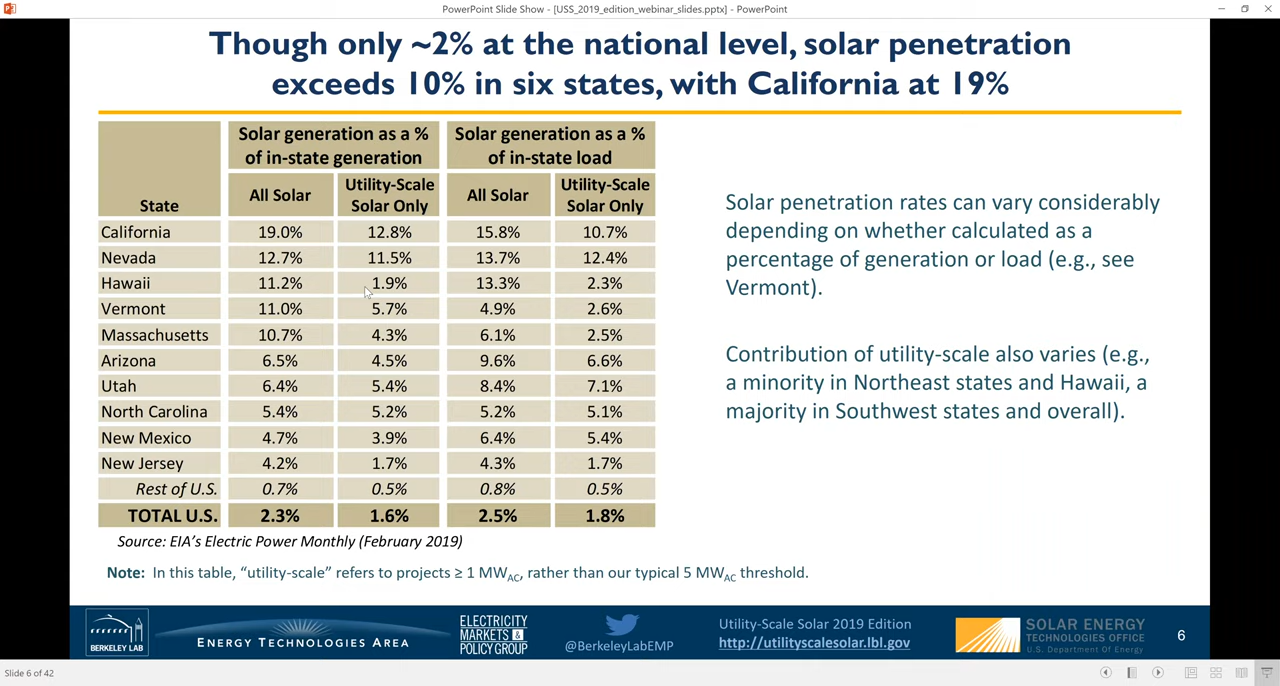 PowerPoint Slide Show - [USS_2019_edition_webinar_slides.pptx] - PowerPoint
Though only ~2% at the national level, solar penetration
exceeds 10% in six states, with California at 19%
State
Solar generation as a %
of in-state generation
Solar generation as a %
of in-state load
All Solar
Utility-Scale
Solar Only
All Solar
Utility-Scale
Solar Only
California 19.0% 12.8% 15.8% 10.7%
Nevada 12.7% 11.5% 13.7% 12.4%
Hawaii 11.2% 1.9% 13.3% 2.3%
Vermont 11.0% 5.7% 4.9% 2.6%
Massachusetts 10.7% 4.3% 6.1% 2.5%
Arizona 6.5% 4.5% 9.6% 6.6%
Utah 6.4% 5.4% 8.4% 7.1%
North Carolina 5.4% 5.2% 5.2% 5.1%
New Mexico 4.7% 3.9% 6.4% 5.4%
New Jersey 4.2% 1.7% 4.3% 1.7%
Rest of U.S. 0.7% 0.5% 0.8% 0.5%
TOTAL U.S. 2.3% 1.6% 2.5% 1.8%
Source: EIA's Electric Power Monthly (February 2019)
Note: In this table, "utility-scale" refers to projects ≥ 1 MWAC, rather than our typical 5 MWAC threshold.
Solar penetration rates can vary considerably
depending on whether calculated as a
percentage of generation or load (e.g., see
Vermont).
Contribution of utility-scale also varies (e.g.,
a minority in Northeast states and Hawaii, a
majority in Southwest states and overall).
BERKELEY LAB
ENERGY TECHNOLOGIES AREA
ELECTRICITY
MARKETS &
POLICY GROUP
@BerkeleyLabEMP
Utility-Scale Solar 2019 Edition
http://utilityscalesolar.lbl.gov
SOLAR ENERGY
TECHNOLOGIES OFFICE
U.S. Department Of Energy
6
Slide 6 of 42